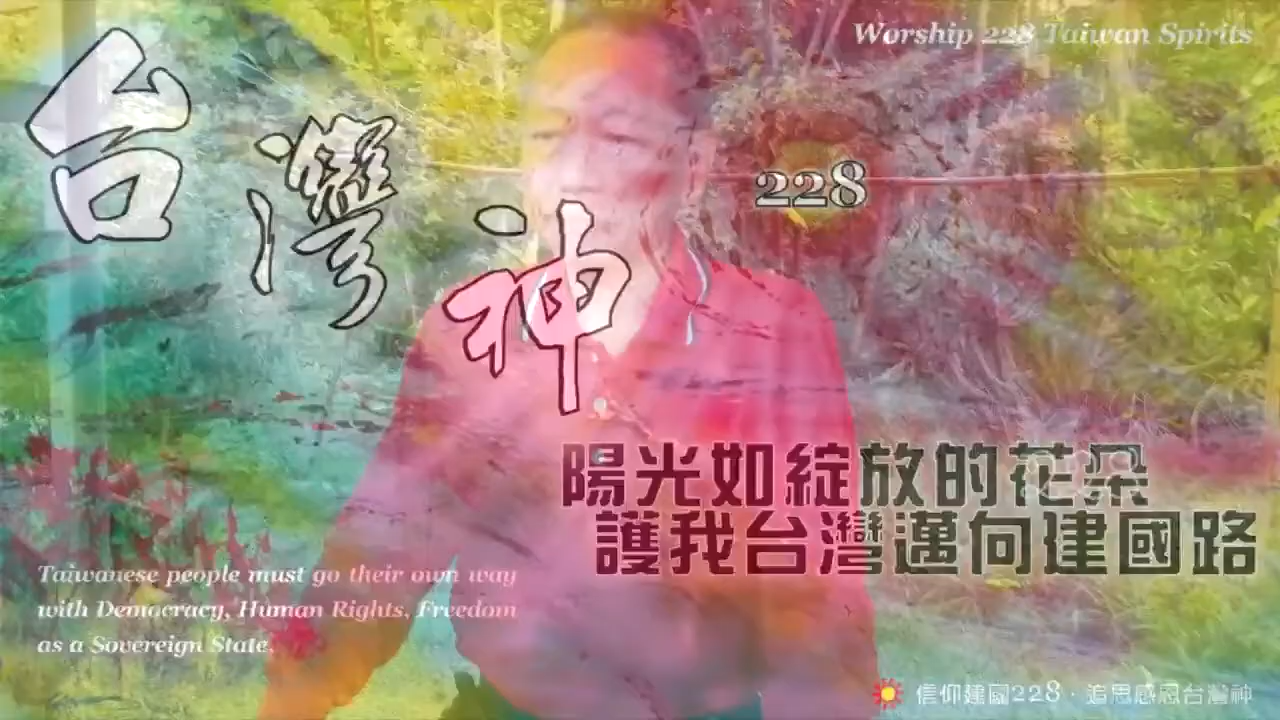 Worship 228 Taiwan Spirits
台灣神
228
陽光如綻放的花朵
護我台灣邁向建國路
Taiwanese people must go their own way
with Democracy, Human Rights, Freedom
as a Sovereign State.
信仰建國228·追思感恩台灣神